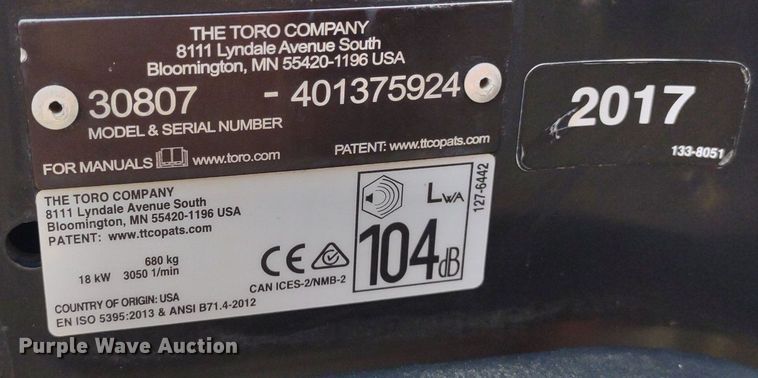 THE TORO COMPANY
8111 Lyndale Avenue South
Bloomington, MN 55420-1196 USA
30807 - 401375924
MODEL & SERIAL NUMBER
FOR MANUALS www.toro.com
PATENT: www.ttcopats.com
2017
133-8051
THE TORO COMPANY
8111 Lyndale Avenue South
Bloomington, MN 55420-1196 USA
PATENT: www.ttcopats.com
680 kg
18 kW 3050 1/min
COUNTRY OF ORIGIN: USA
EN ISO 5395:2013 & ANSI B71.4-2012
CE
CAN ICES-2/NMB-2
LWA
104dB
127-6442
Purple Wave Auction